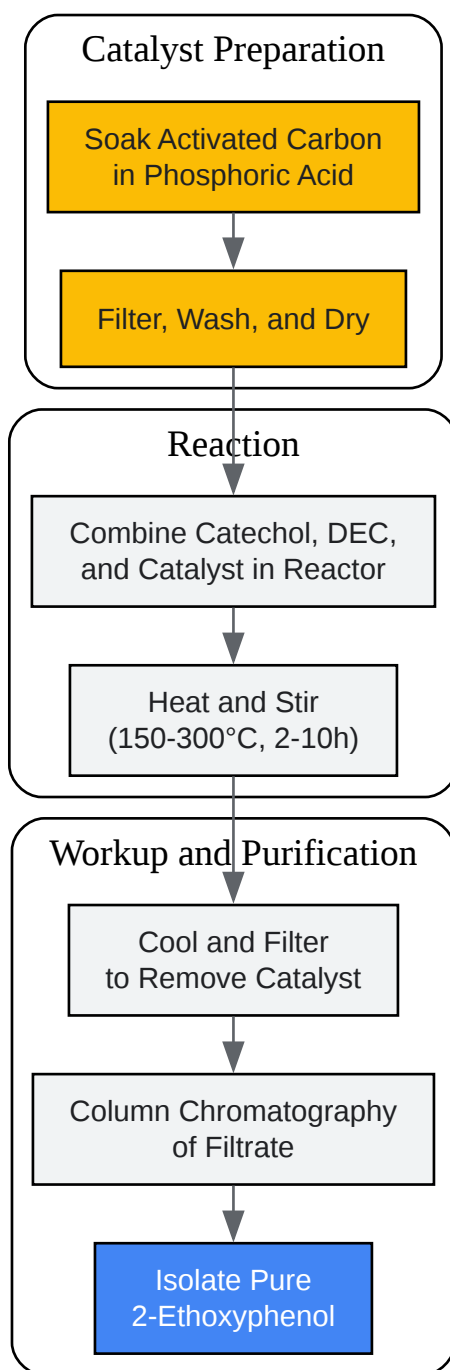 Catalyst Preparation
Soak Activated Carbon
in Phosphoric Acid
Filter, Wash, and Dry
Reaction
Combine Catechol, DEC,
and Catalyst in Reactor
Heat and Stir
(150-300°C, 2-10h)
Workup and Purification
Cool and Filter
to Remove Catalyst
Column Chromatography
of Filtrate
Isolate Pure
2-Ethoxyphenol